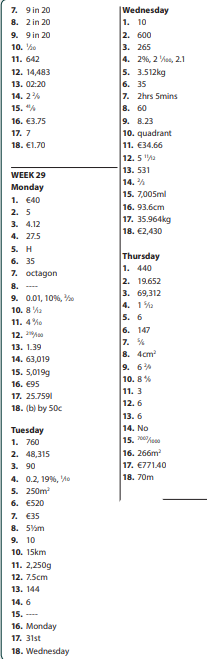 7. 9 in 20
8. 2 in 20
9. 9 in 20
10. 1/20
11. 642
12. 14,483
13. 02:20
14. 2 2/6
15. 41/9
16. €3.75
17. 7
18. €1.70
WEEK 29
Monday
1. €40
2. 5
3. 4.12
4. 27.5
5. H
6. 35
7. octagon
8. ----
9. 0.01, 10%, 3/20
10. 8 1/12
11. 4 9/10
12. 219/100
13. 1.39
14. 63,019
15. 5,019g
16. €95
17. 25.759l
18. (b) by 50c
Tuesday
1. 760
2. 48,315
3. 90
4. 0.2, 19%, 1/10
5. 250m²
6. €520
7. €35
8. 5½m
9. 10
10. 15km
11. 2,250g
12. 7.5cm
13. 144
14. 6
15. ----
16. Monday
17. 31st
18. Wednesday
Wednesday
1. 10
2. 600
3. 265
4. 2%, 2 1/100, 2.1
5. 3.512kg
6. 35
7. 2hrs 5mins
8. 60
9. 8.23
10. quadrant
11. €34.66
12. 5 11/12
13. 531
14. 2/3
15. 7,005ml
16. 93.6cm
17. 35.964kg
18. €2,430
Thursday
1. 440
2. 19.652
3. 69,312
4. 1 5/12
5. 6
6. 147
7. 5/6
8. 4cm²
9. 6 2/9
10. 8 4/6
11. 3
12. 6
13. 6
14. No
15. 7007/1000
16. 266m²
17. €771.40
18. 70m